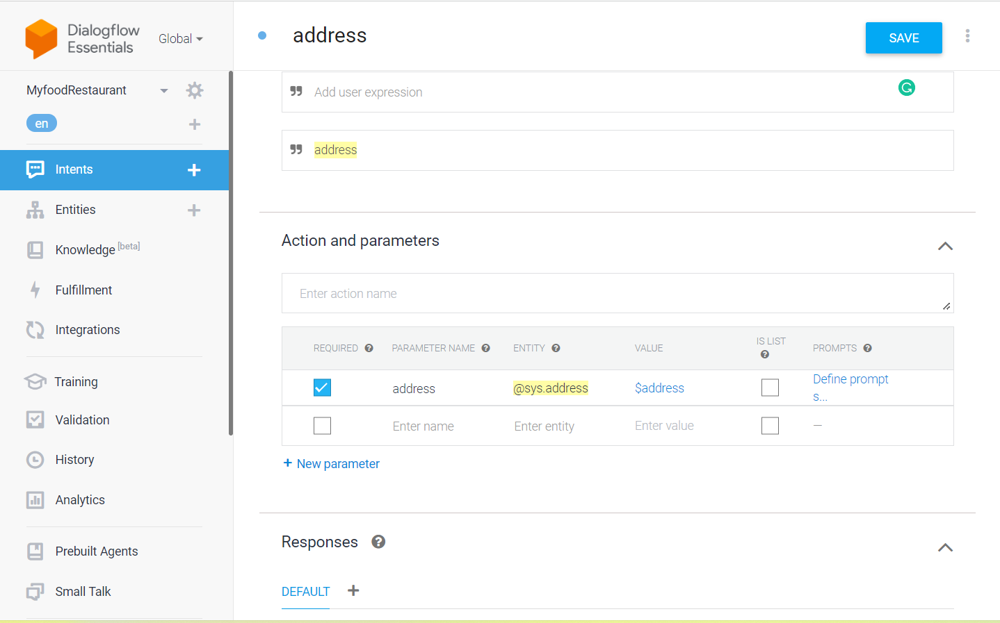 Dialogflow
Essentials
Global
address
SAVE
MyfoodRestaurant
en
Intents
Entities
Knowledge [beta]
Fulfillment
Integrations
Training
Validation
History
Analytics
Prebuilt Agents
Small Talk
Add user expression
address
Action and parameters
Enter action name
REQUIRED PARAMETER NAME ENTITY VALUE IS LIST PROMPTS
address @sys.address $address Define prompt
s...
Enter name Enter entity Enter value —
+ New parameter
Responses
DEFAULT +